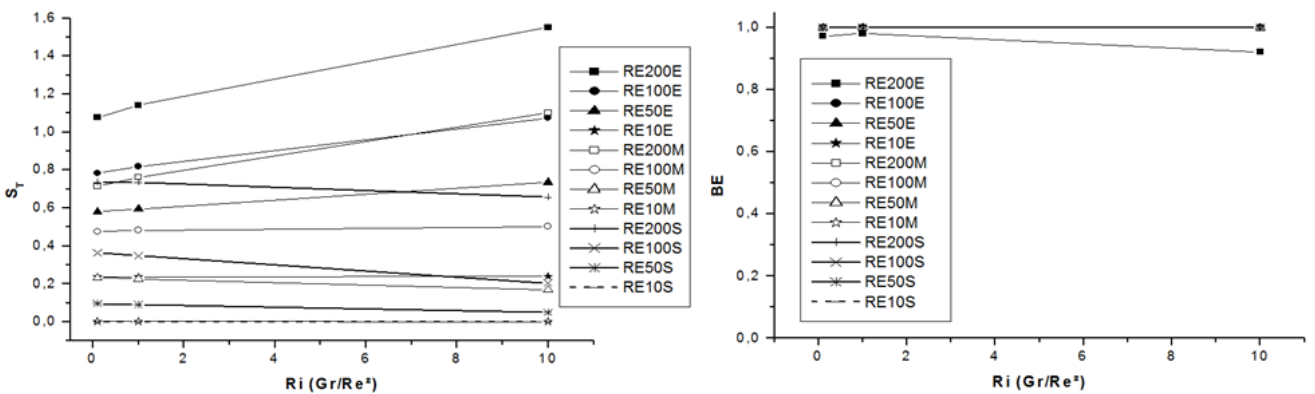 1,6
1,4
1,2
1,0
0,8
0,6
0,4
0,2
0,0
S_T
0 2 4 6 8 10
Ri (Gr/Re²)
RE200E
RE100E
RE50E
RE10E
RE200M
RE100M
RE50M
RE10M
RE200S
RE100S
RE50S
RE10S
1,0
0,8
0,6
0,4
0,2
0,0
BE
0 2 4 6 8 10
Ri (Gr/Re²)
RE200E
RE100E
RE50E
RE10E
RE200M
RE100M
RE50M
RE10M
RE200S
RE100S
RE50S
RE10S